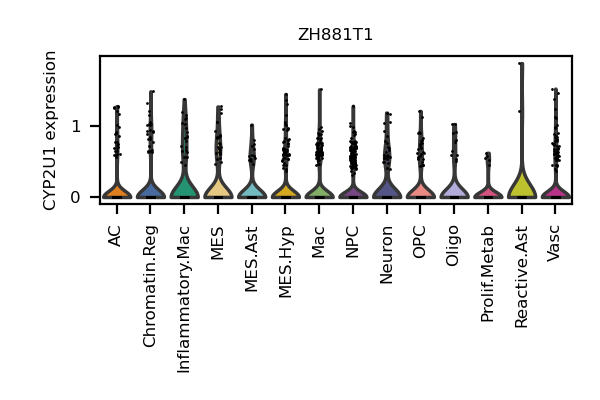 ZH881T1
CYP2U1 expression
1
0
AC
Chromatin.Reg
Inflammatory.Mac
MES
MES.Ast
MES.Hyp
Mac
NPC
Neuron
OPC
Oligo
Prolif.Metab
Reactive.Ast
Vasc